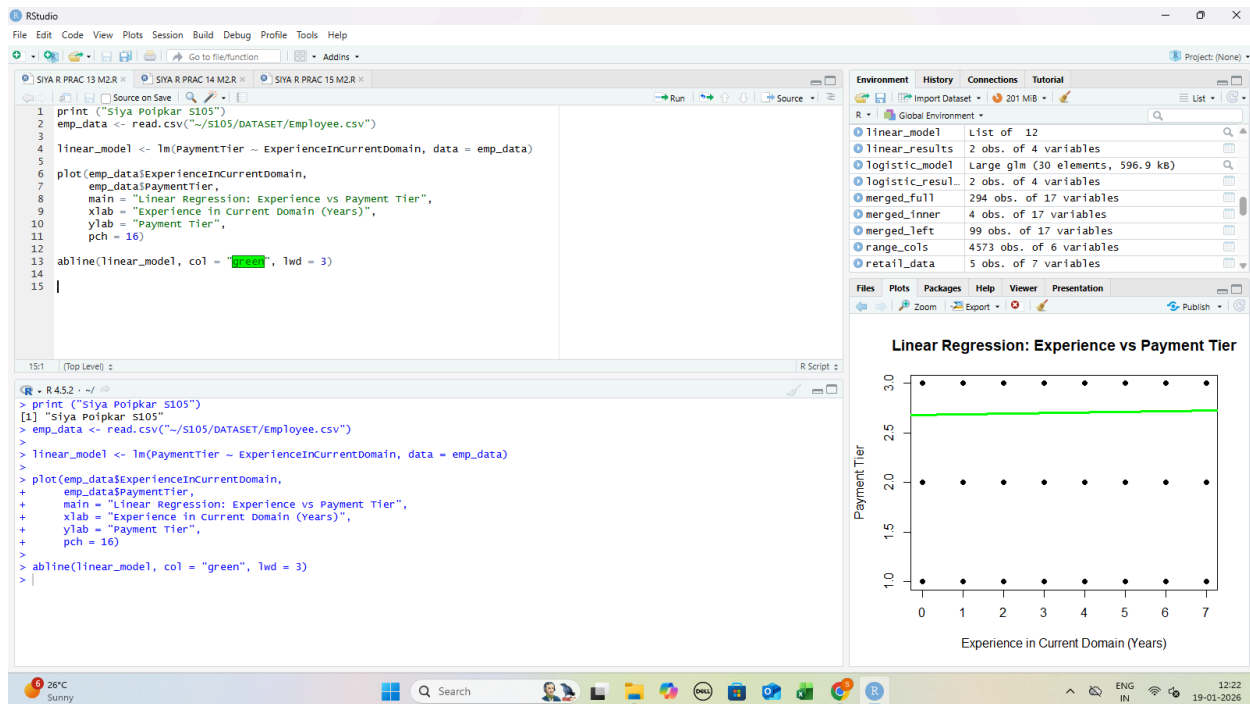 RStudio
File Edit Code View Plots Session Build Debug Profile Tools Help
Go to file/function Addins Project: (None)
SIYA R PRAC 13 M2.R SIYA R PRAC 14 M2.R SIYA R PRAC 15 M2.R
Source on Save Run Source
1 print ("Siya Poipkar S105")
2 emp_data <- read.csv("~/S105/DATASET/Employee.csv")
3
4 linear_model <- lm(PaymentTier ~ ExperienceInCurrentDomain, data = emp_data)
5
6 plot(emp_data$ExperienceInCurrentDomain,
7 emp_data$PaymentTier,
8 main = "Linear Regression: Experience vs Payment Tier",
9 xlab = "Experience in Current Domain (Years)",
10 ylab = "Payment Tier",
11 pch = 16)
12
13 abline(linear_model, col = "green", lwd = 3)
14
15
15:1 (Top Level) R Script
R 4.5.2 · ~/
> print ("Siya Poipkar S105")
[1] "Siya Poipkar S105"
> emp_data <- read.csv("~/S105/DATASET/Employee.csv")
>
> linear_model <- lm(PaymentTier ~ ExperienceInCurrentDomain, data = emp_data)
>
> plot(emp_data$ExperienceInCurrentDomain,
+ emp_data$PaymentTier,
+ main = "Linear Regression: Experience vs Payment Tier",
+ xlab = "Experience in Current Domain (Years)",
+ ylab = "Payment Tier",
+ pch = 16)
>
> abline(linear_model, col = "green", lwd = 3)
>
Environment History Connections Tutorial
Import Dataset 201 MiB List
R Global Environment
linear_model List of 12
linear_results 2 obs. of 4 variables
logistic_model Large glm (30 elements, 596.9 kB)
logistic_resul… 2 obs. of 4 variables
merged_full 294 obs. of 17 variables
merged_inner 4 obs. of 17 variables
merged_left 99 obs. of 17 variables
range_cols 4573 obs. of 6 variables
retail_data 5 obs. of 7 variables
Files Plots Packages Help Viewer Presentation
Zoom Export Publish
Linear Regression: Experience vs Payment Tier
Payment Tier
3.0
2.5
2.0
1.5
1.0
0 1 2 3 4 5 6 7
Experience in Current Domain (Years)
6
26°C
Sunny
Search
DELL
S
R
ENG
IN
12:22
19-01-2026